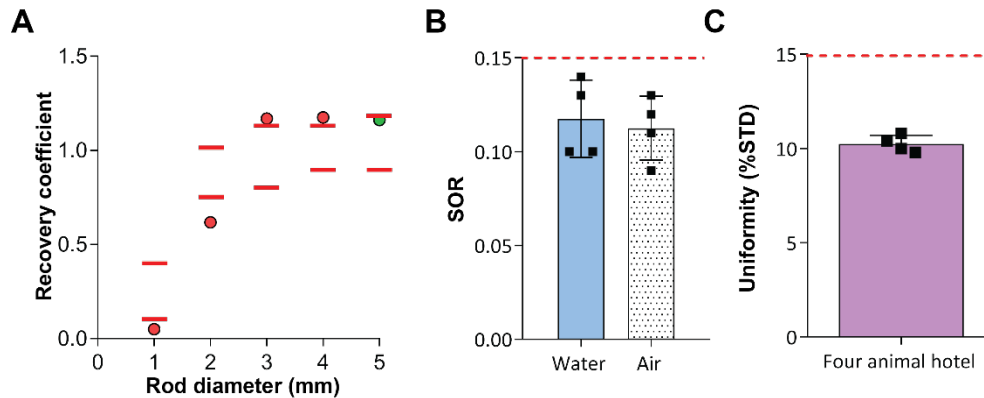 A
Recovery coefficient
1.5
1.0
0.5
0.0
0 1 2 3 4 5
Rod diameter (mm)
B
SOR
0.15
0.10
0.05
0.00
Water Air
C
Uniformity (%STD)
15
10
5
0
Four animal hotel